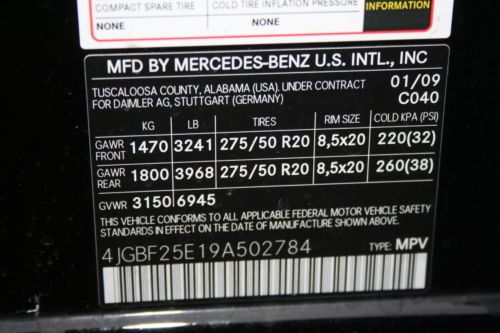 COMPACT SPARE TIRE COLD TIRE INFLATION PRESSURE
NONE NONE
INFORMATION
MFD BY MERCEDES-BENZ U.S. INTL., INC
TUSCALOOSA COUNTY, ALABAMA (USA). UNDER CONTRACT 01/09
FOR DAIMLER AG, STUTTGART (GERMANY) C040
KG LB TIRES RIM SIZE COLD KPA (PSI)
GAWR FRONT 1470 3241 275/50 R20 8,5x20 220(32)
GAWR REAR 1800 3968 275/50 R20 8,5x20 260(38)
GVWR 3150 6945
THIS VEHICLE CONFORMS TO ALL APPLICABLE FEDERAL MOTOR VEHICLE SAFETY
STANDARDS IN EFFECT ON THE DATE OF MANUFACTURE SHOWN ABOVE.
4JGBF25E19A502784 TYPE: MPV